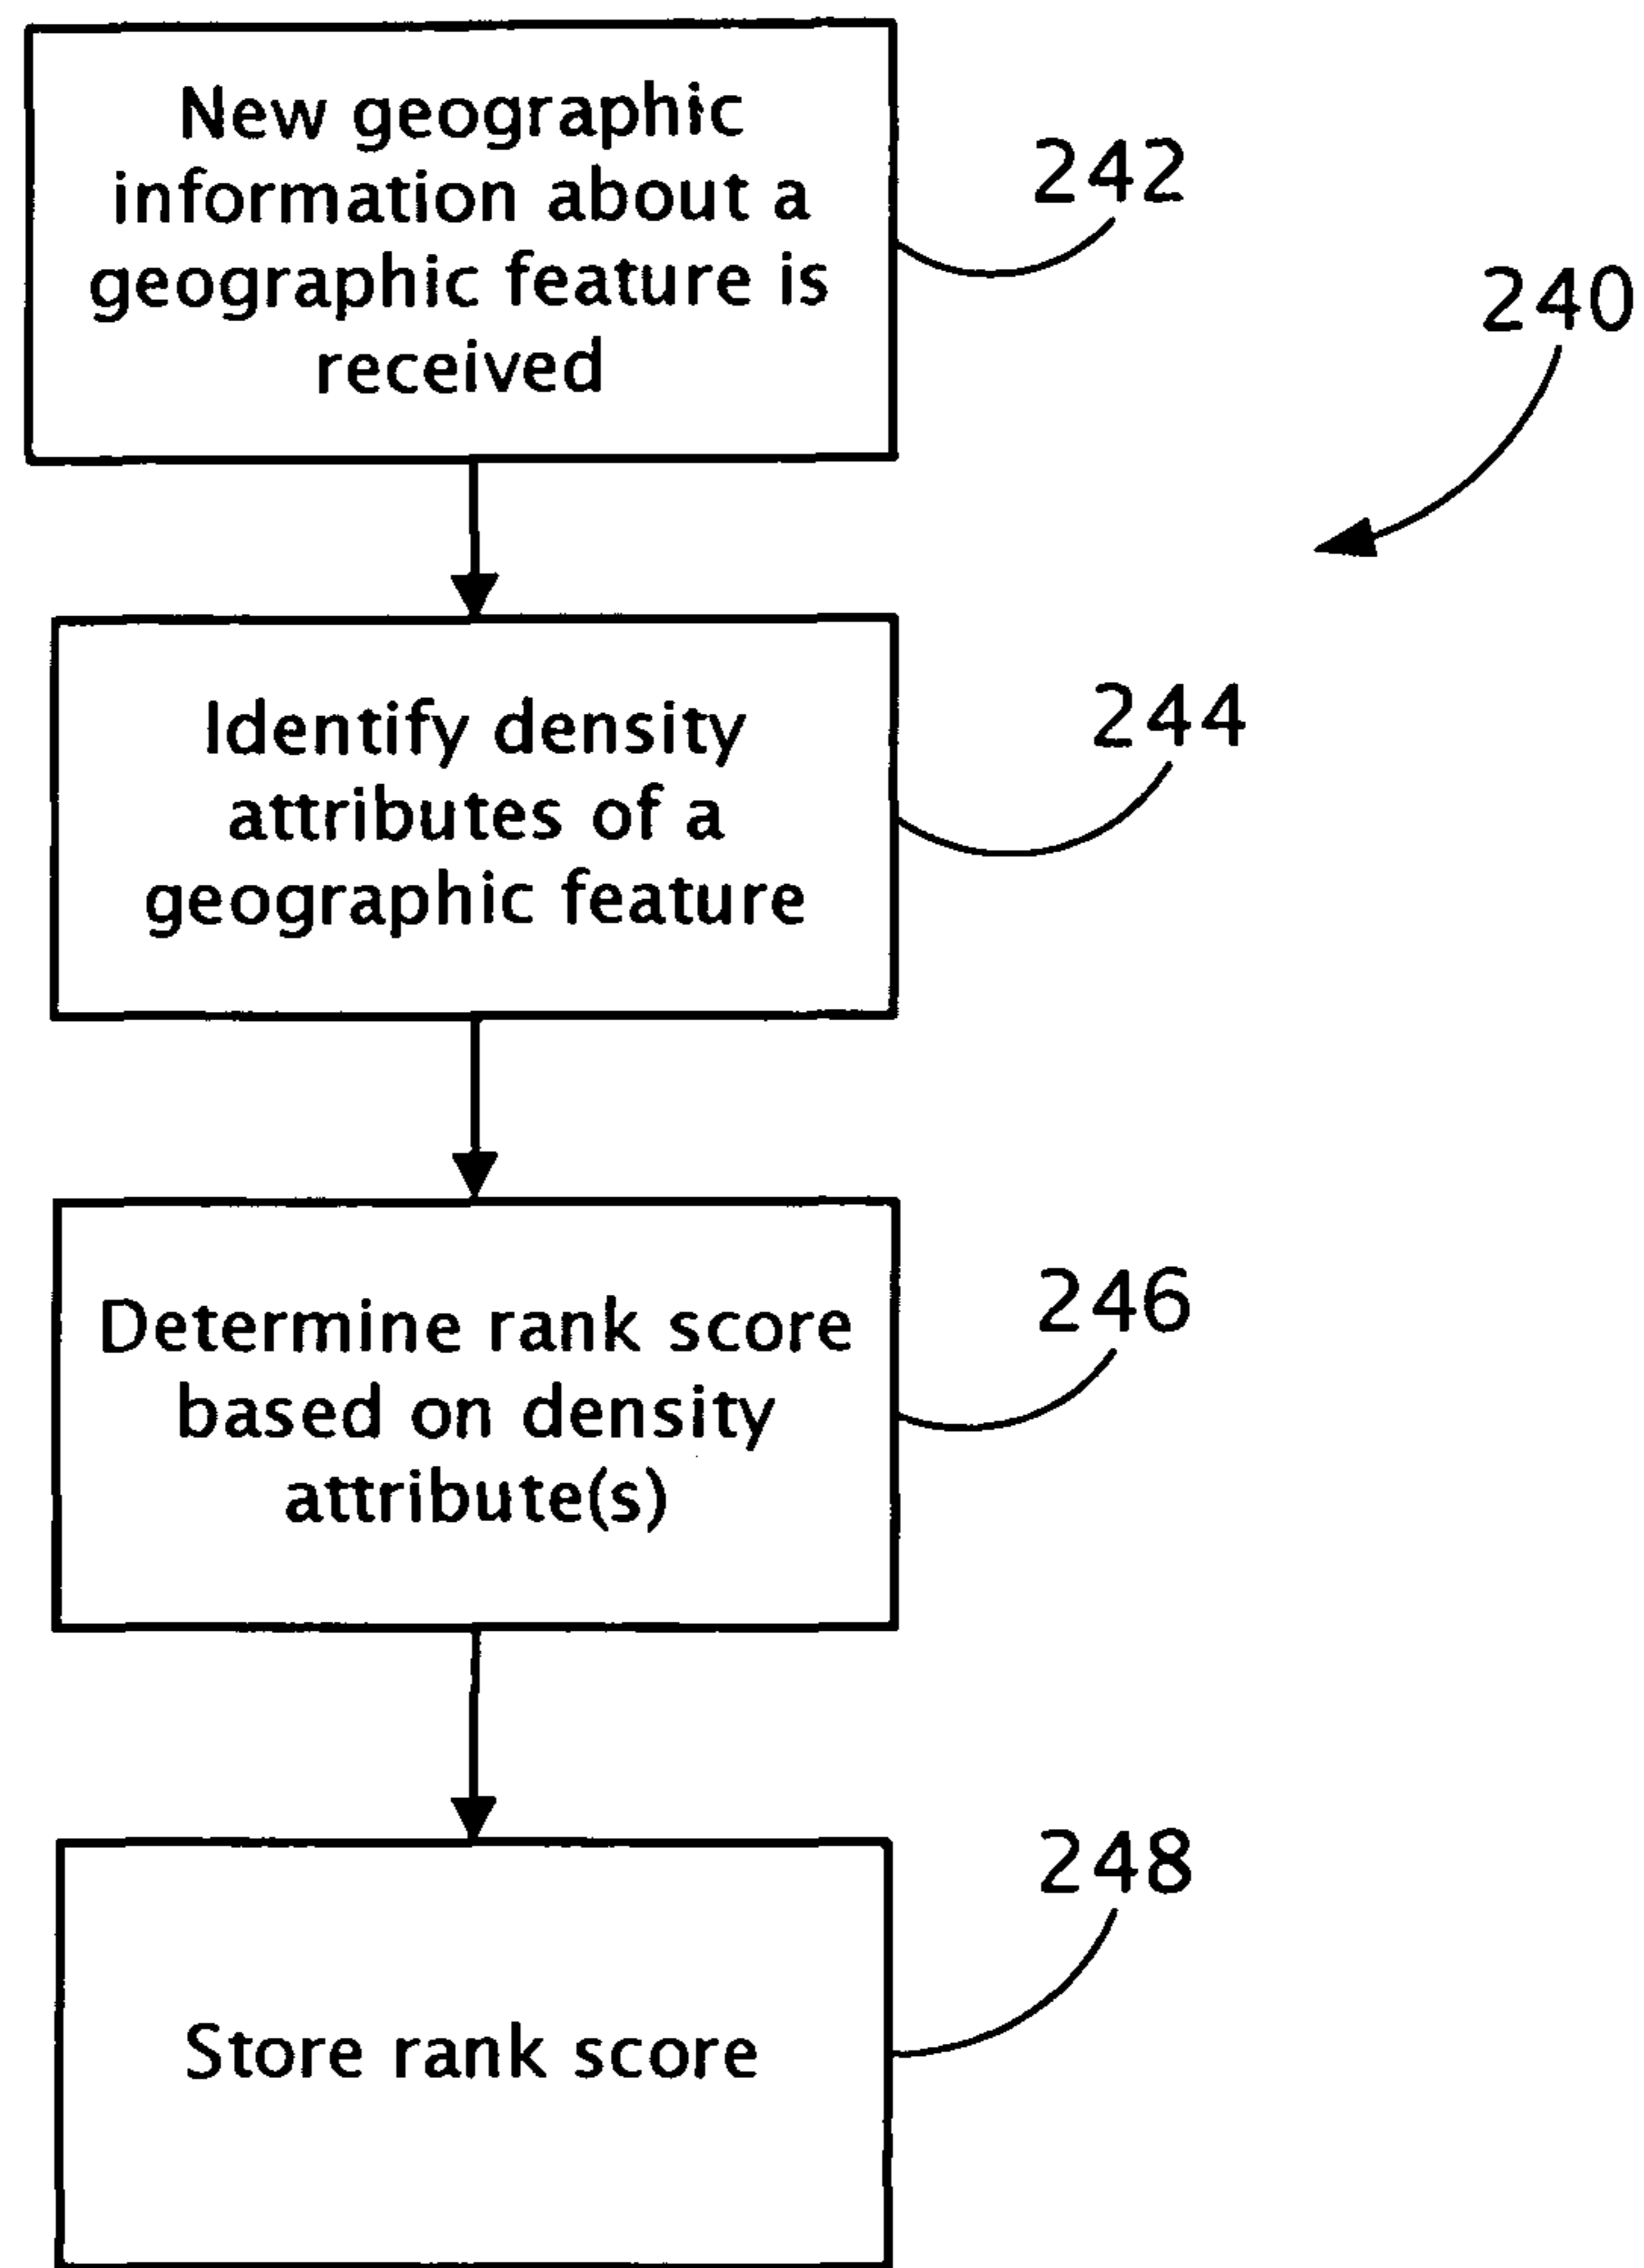 New geographic
information about a
geographic feature is
received
242
240
Identify density
attributes of a
geographic feature
244
Determine rank score
based on density
attribute(s)
246
Store rank score
248